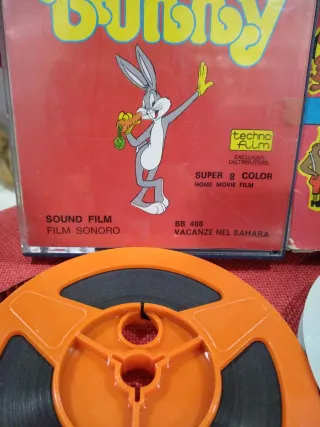 Bunny
techno
film
EXCLUSIVE
DISTRIBUTORS
SUPER 8 COLOR
HOME MOVIE FILM
SOUND FILM
FILM SONORO
BB 408
VACANZE NEL SAHARA